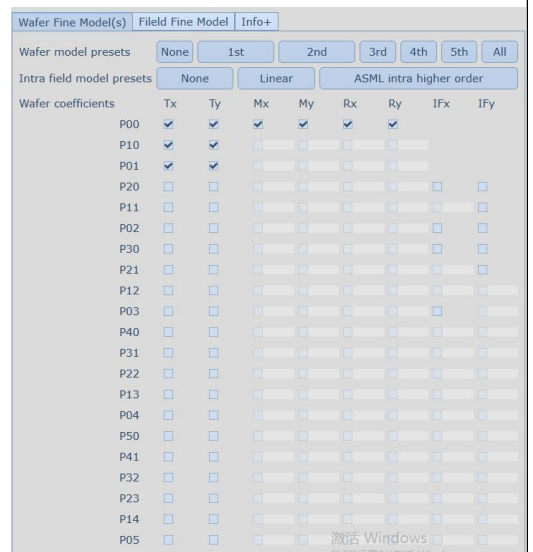 Wafer Fine Model(s) Fileld Fine Model Info+
Wafer model presets None 1st 2nd 3rd 4th 5th All
Intra field model presets None Linear ASML intra higher order
Wafer coefficients Tx Ty Mx My Rx Ry IFx IFy
P00
P10
P01
P20
P11
P02
P30
P21
P12
P03
P40
P31
P22
P13
P04
P50
P41
P32
P23
P14
P05
激活 Windows